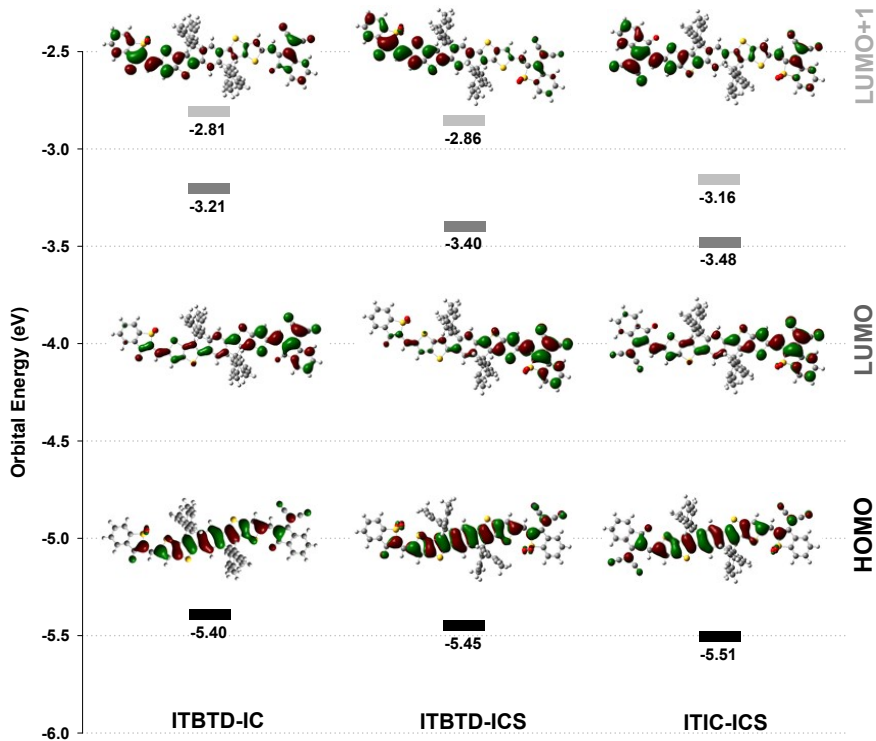 LUMO+1
-2.5
-2.81
-2.86
-3.0
-3.16
-3.21
-3.40
-3.48
-3.5
Orbital Energy (eV)
-4.0
LUMO
-4.5
-5.0
HOMO
-5.40
-5.45
-5.51
-5.5
ITBTD-IC
ITBTD-ICS
ITIC-ICS
-6.0